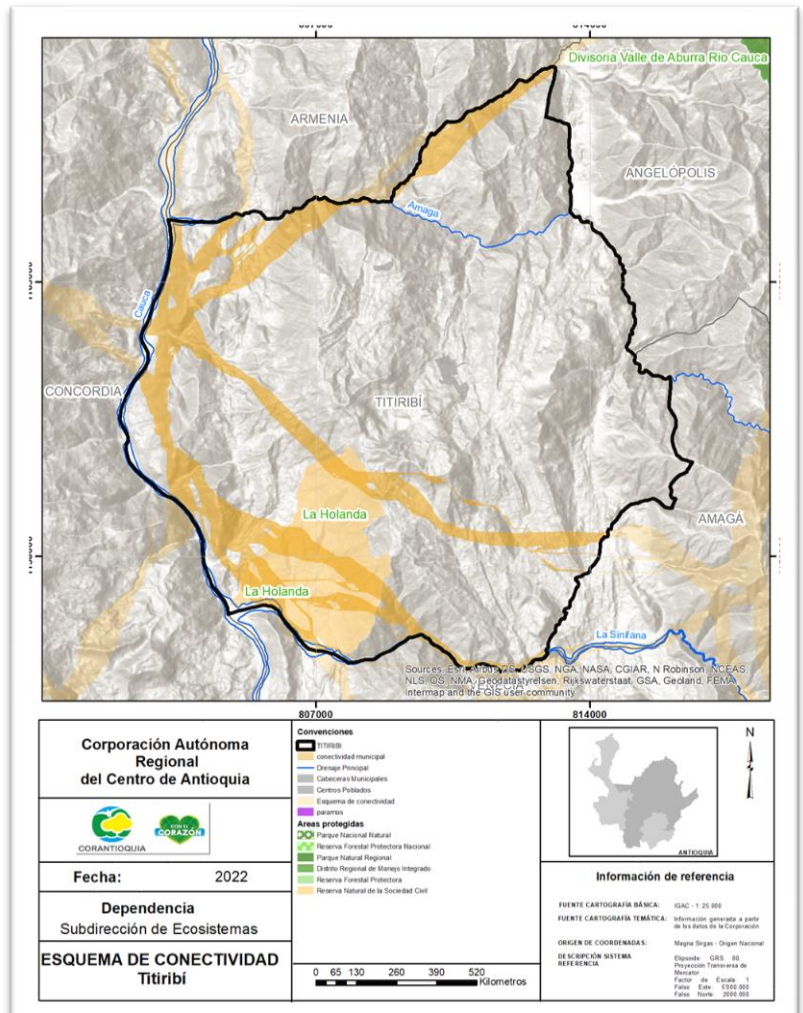 814000
Divisoria Valle de Aburra Rio Cauca
ARMENIA
ANGELÓPOLIS
Amaga
Cauca
CONCORDIA
TITIRIBÍ
La Holanda
AMAGÁ
La Holanda
La Sinifana
Sources: Esri, Airbus DS, USGS, NGA, NASA, CGIAR, N Robinson, NCEAS,
NLS, OS, NMA, Geodatastyrelsen, Rijkswaterstaat, GSA, Geoland, FEMA,
Intermap and the GIS user community
807000
814000
Corporación Autónoma
Regional
del Centro de Antioquia
CORANTIOQUIA
CON EL
CORAZÓN
Fecha: 2022
Dependencia
Subdirección de Ecosistemas
ESQUEMA DE CONECTIVIDAD
Titiribí
Convenciones
TITIRIBI
conectividad municipal
Drenaje Principal
Cabeceras Municipales
Centros Poblados
Esquema de conectividad
paramos
Areas protegidas
Parque Nacional Natural
Reserva Forestal Protectora Nacional
Parque Natural Regional
Distrito Regional de Manejo Integrado
Reserva Forestal Protectora
Reserva Natural de la Sociedad Civil
0 65 130 260 390 520
Kilometros
N
ANTIOQUIA
Información de referencia
FUENTE CARTOGRAFÍA BÁSICA: IGAC - 1: 25.000
FUENTE CARTOGRAFÍA TEMÁTICA: Información generada a partir
de los datos de la Corporación
ORIGEN DE COORDENADAS: Magna Sirgas - Origen Nacional
DESCRIPCIÓN SISTEMA REFERENCIA
Elipsoide GRS 80.
Proyección Transversa de
Mercator
Factor de Escala 1
Falso Este:
Falso Norte: 2000.000